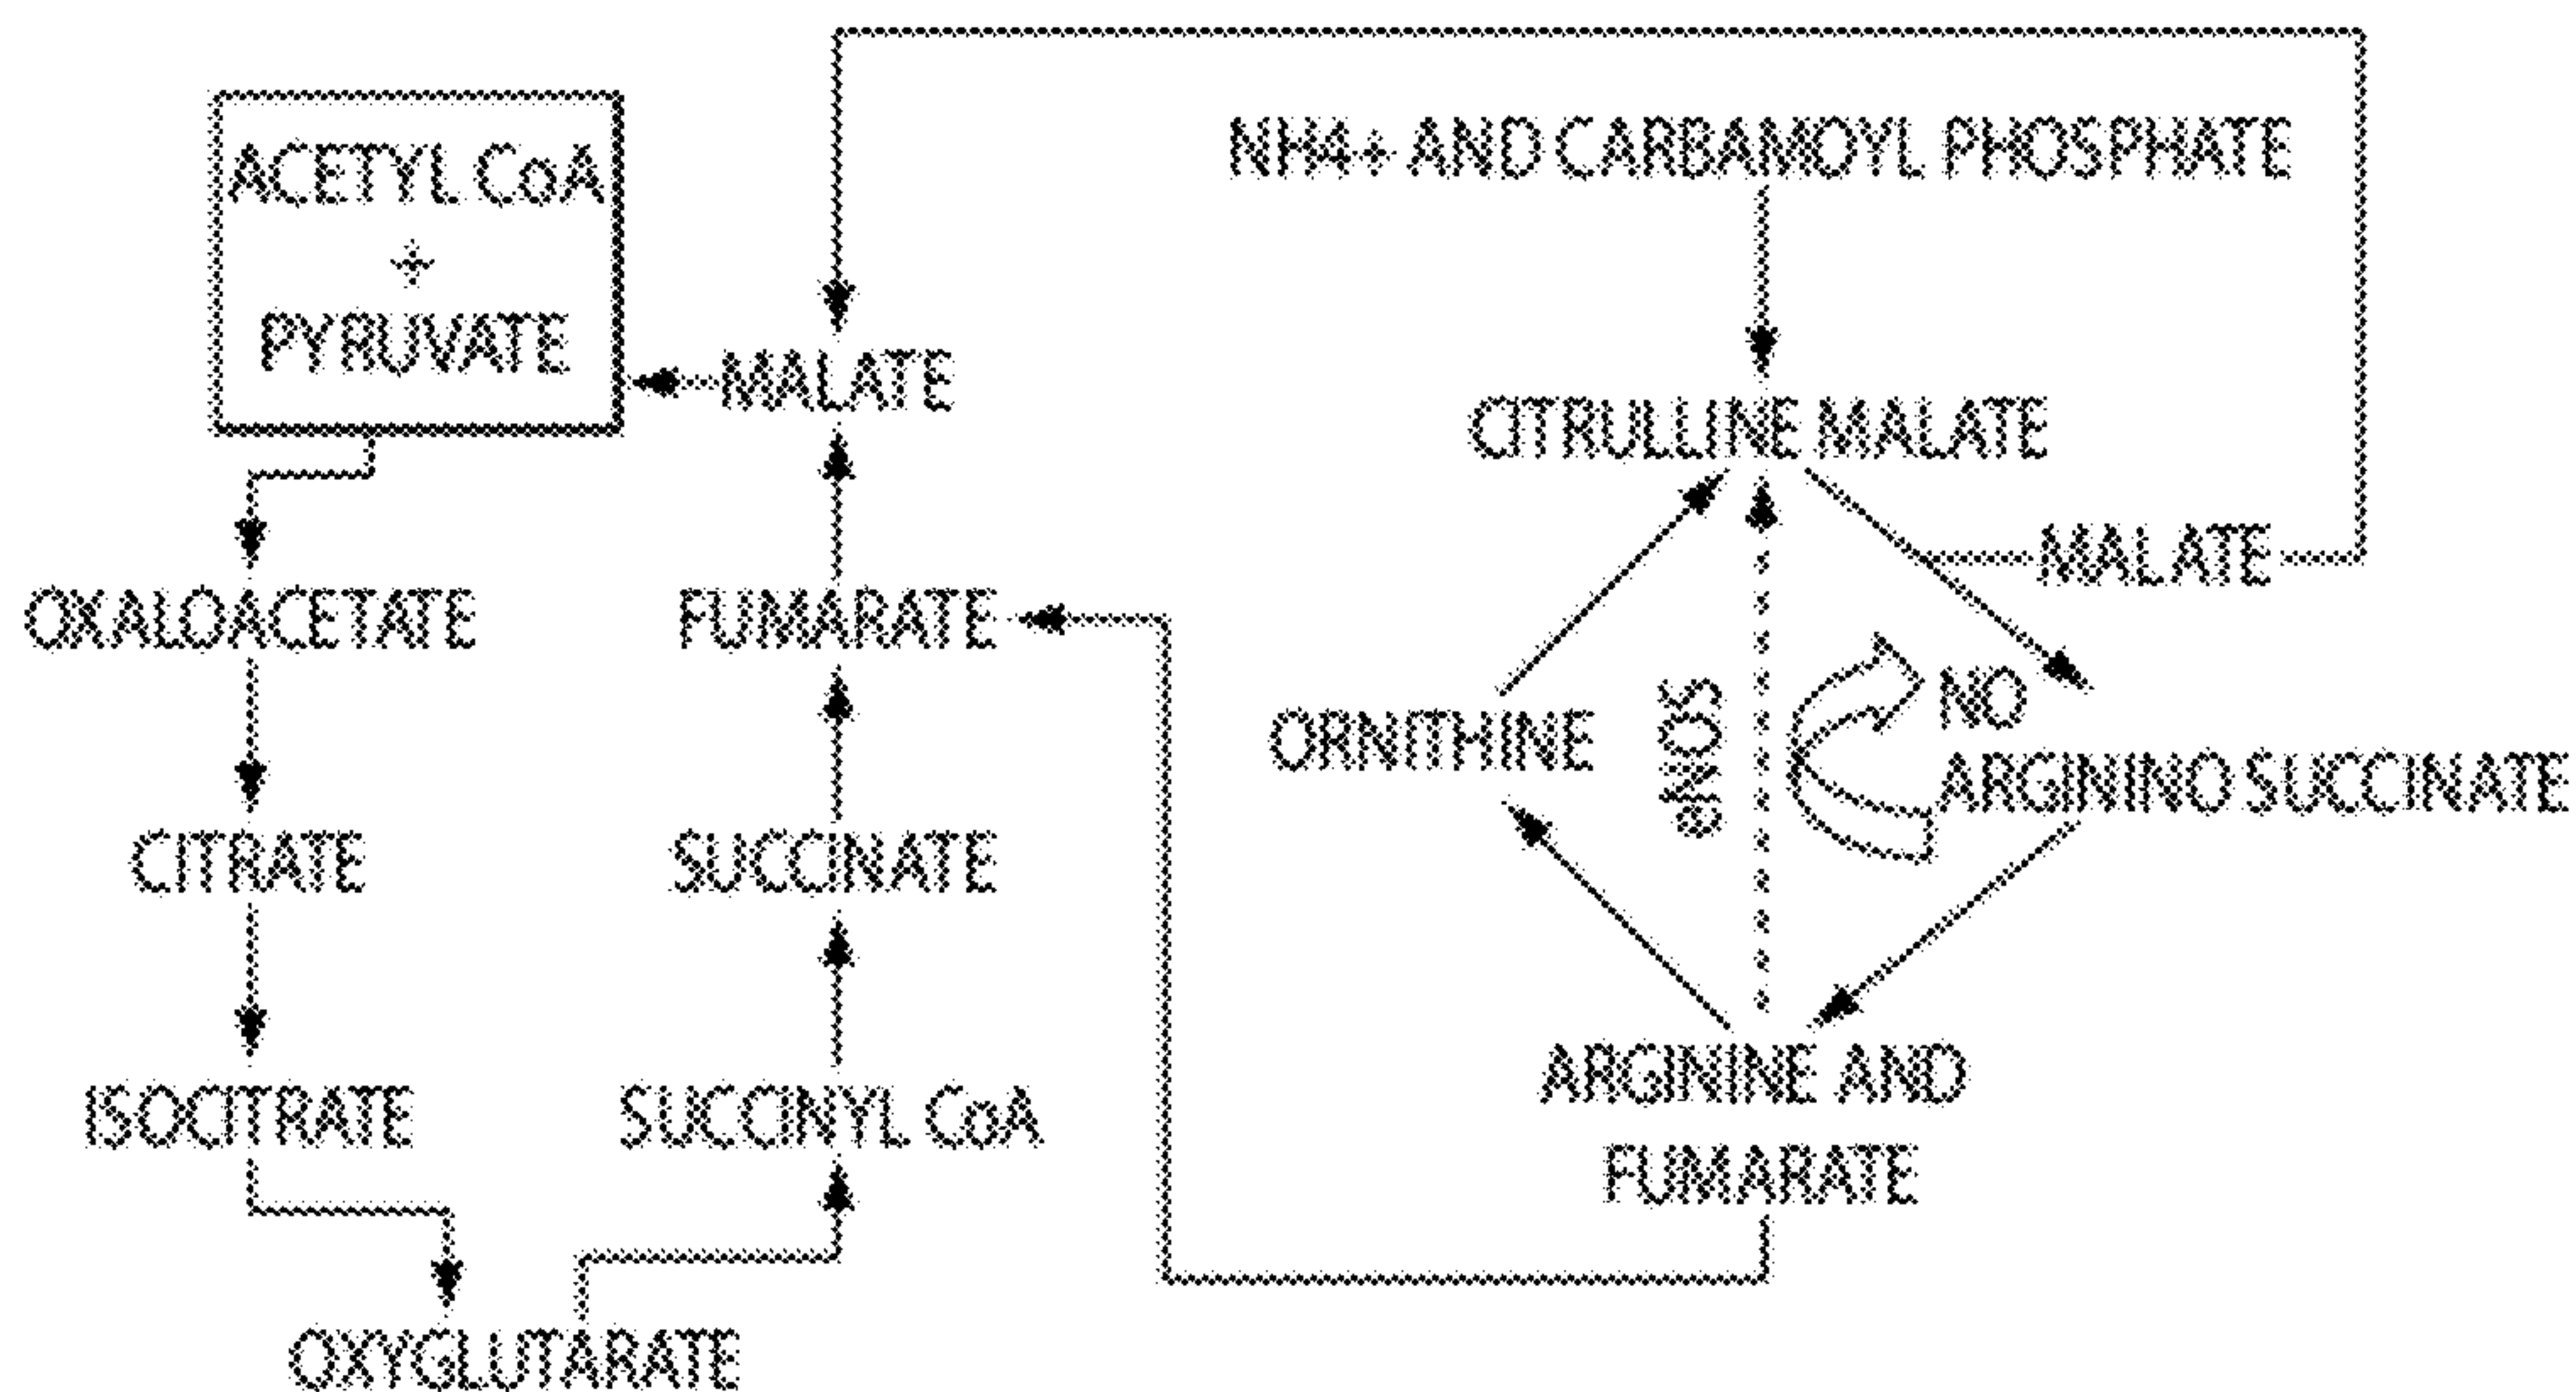 ACETYL CoA
+
PYRUVATE
NH4+ AND CARBAMOYL PHOSPHATE
MALATE
CITRULLINE MALATE
MALATE
OXALOACETATE
FUMARATE
ORNITHINE
eNOS
NO
ARGININO SUCCINATE
CITRATE
SUCCINATE
ISOCITRATE
SUCCINYL CoA
ARGININE AND
FUMARATE
OXYGLUTARATE